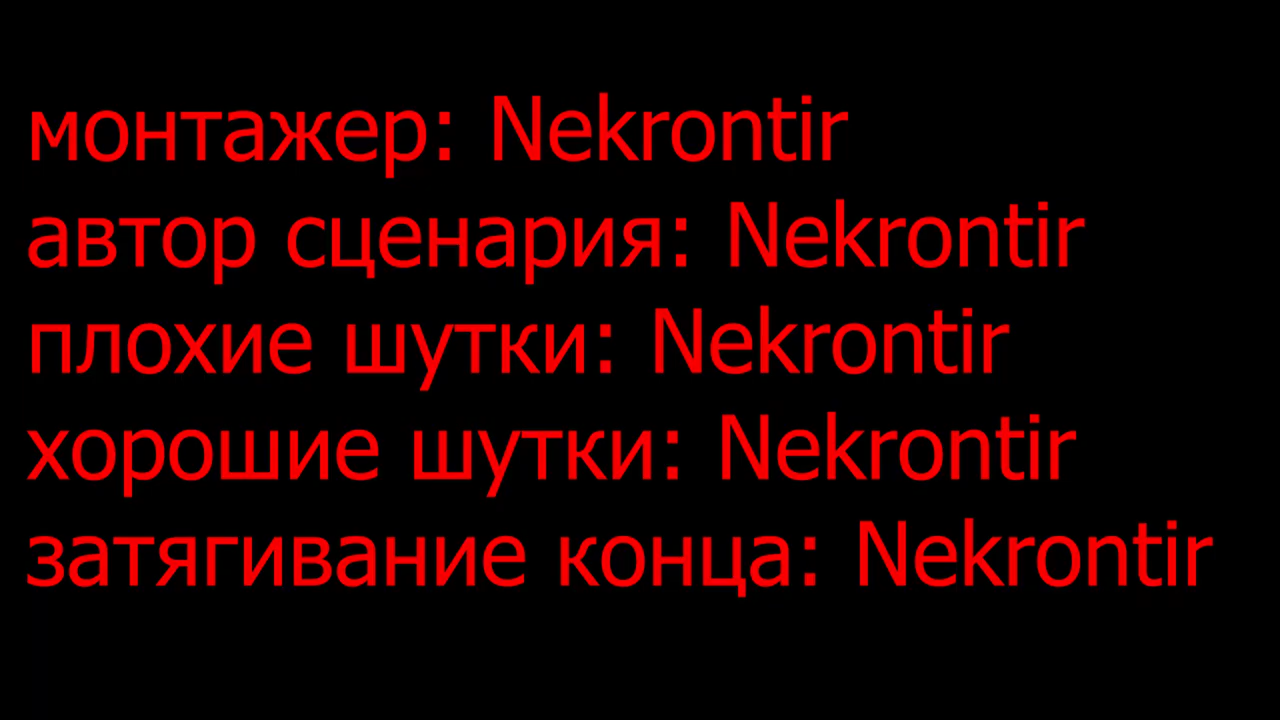 монтажер: Nekrontir
автор сценария: Nekrontir
плохие шутки: Nekrontir
хорошие шутки: Nekrontir
затягивание конца: Nekrontir